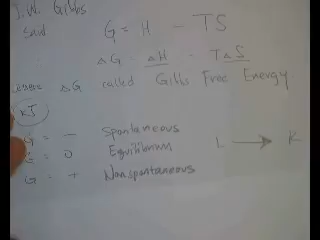 J.W. Gibbs
said G = H - TS
ΔG = ΔH - TΔS
where ΔG called Gibbs Free Energy
KJ
G = - Spontaneous
G = 0 Equilibrium L → R
G = + Nonspontaneous